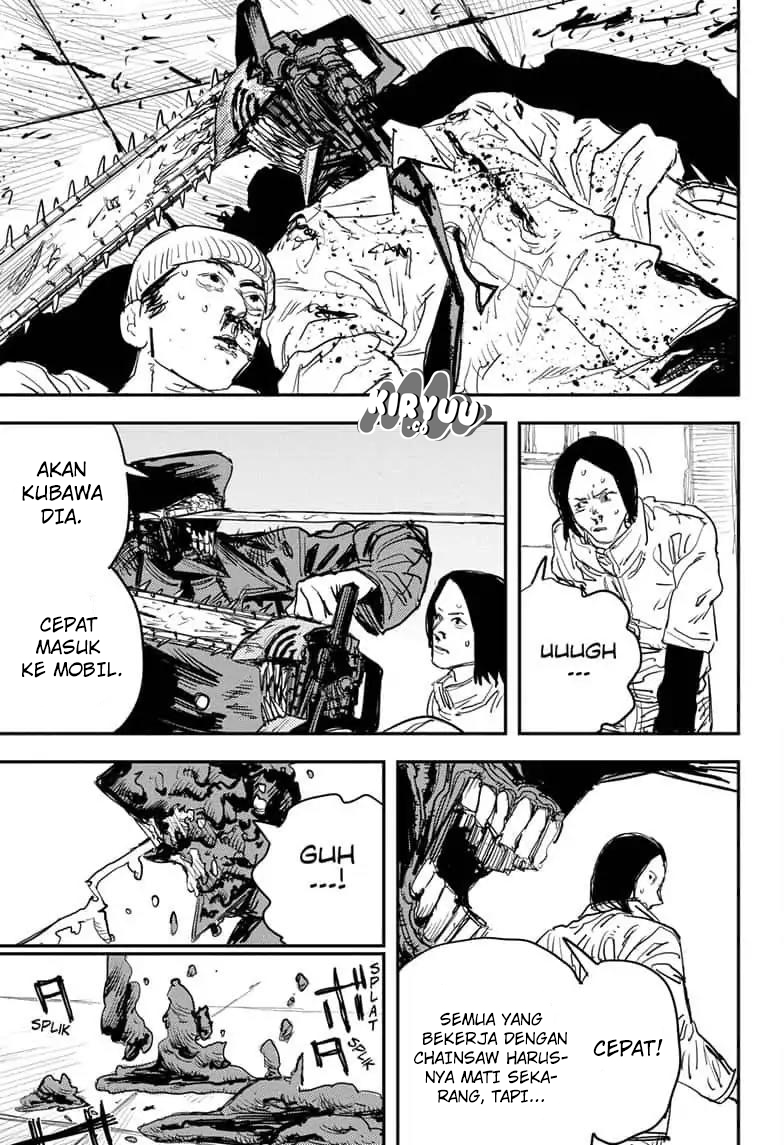 KIRYUU
.CO
UUUGH
....
AKAN
KUBAWA
DIA.
CEPAT
MASUK
KE MOBIL.
CEPAT!
SEMUA YANG
BEKERJA DENGAN
CHAINSAW HARUS-
NYA MATI SEKA-
RANG, TAPI...
GUH
....!
SPLAT
SPLIK
SPLIK